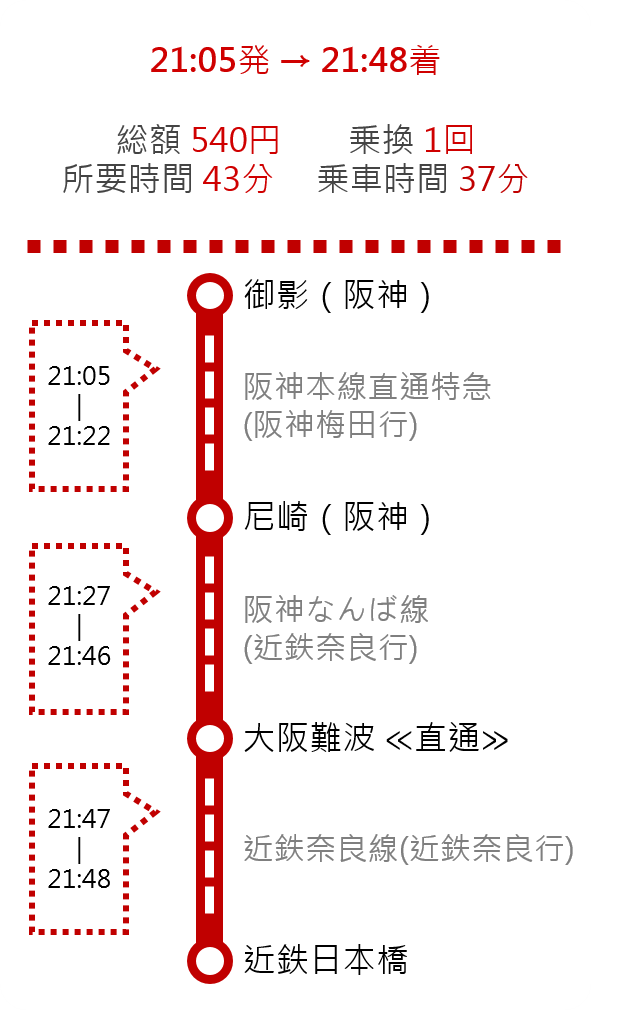 21:05発 → 21:48着
総額 540円 乗換 1回
所要時間 43分 乗車時間 37分
御影（阪神）
21:05
|
21:22
阪神本線直通特急
(阪神梅田行)
尼崎（阪神）
21:27
|
21:46
阪神なんば線
(近鉄奈良行)
大阪難波 ≪直通≫
21:47
|
21:48
近鉄奈良線(近鉄奈良行)
近鉄日本橋